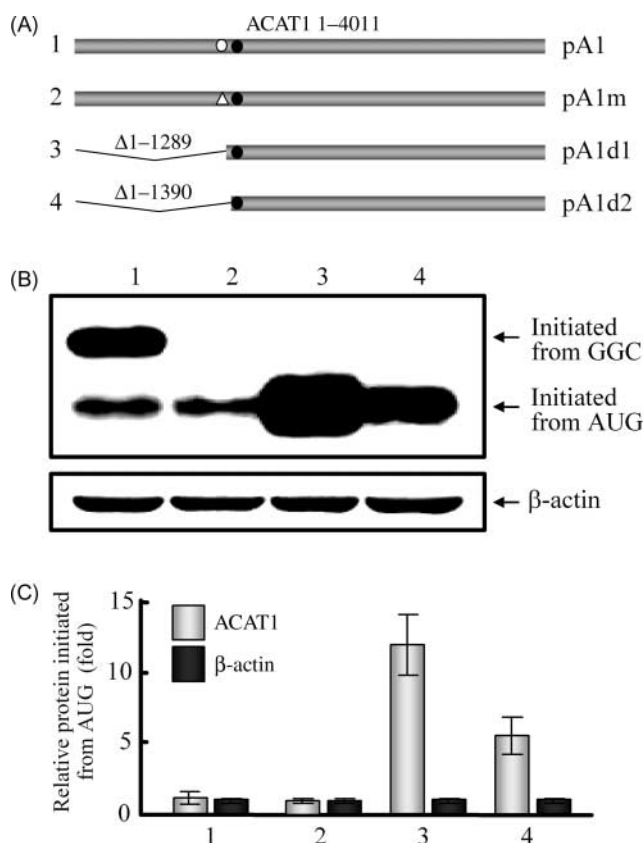 (A)
ACAT1 1–4011
1 pA1
2 pA1m
Δ1–1289
3 pA1d1
Δ1–1390
4 pA1d2
(B)
1 2 3 4
Initiated
from GGC
Initiated
from AUG
β-actin
(C)
Relative protein initiated
from AUG (fold)
15
10
5
0
ACAT1
β-actin
1 2 3 4